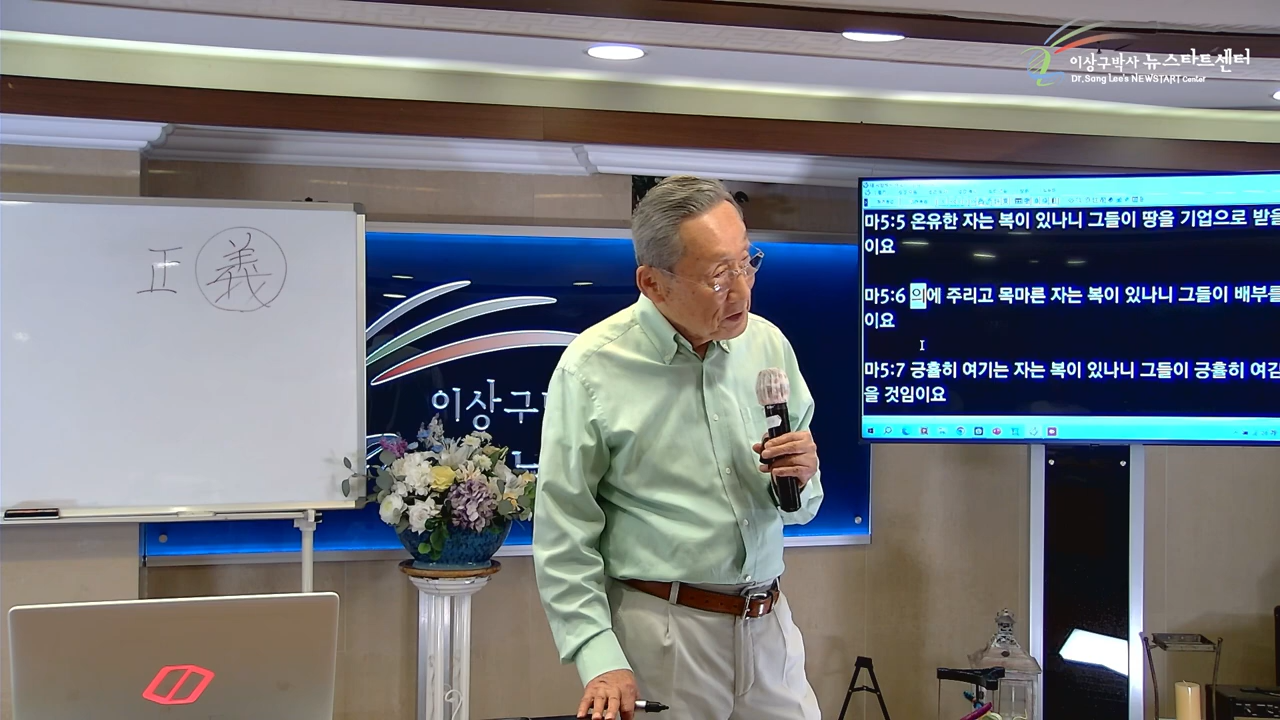 이상구박사 뉴스타트센터
Dr. Sang Lee's NEWSTART Center
正義
이상구
마5:5 온유한 자는 복이 있나니 그들이 땅을 기업으로 받을
이요
마5:6 의에 주리고 목마른 자는 복이 있나니 그들이 배부를
이요
마5:7 긍휼히 여기는 자는 복이 있나니 그들이 긍휼히 여김
을 것임이요